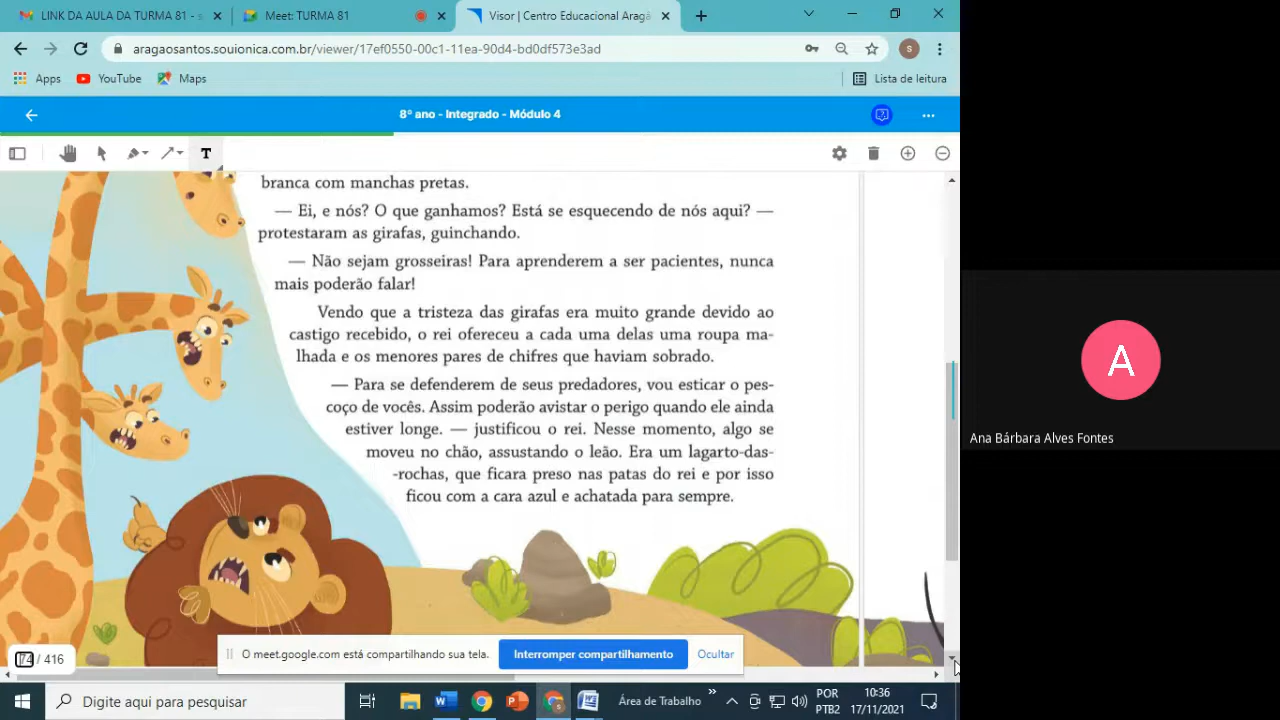 LINK DA AULA DA TURMA 81 - s
Meet: TURMA 81
Visor | Centro Educacional Aragã
aragaosantos.souionica.com.br/viewer/17ef0550-00c1-11ea-90d4-bd0df573e3ad
S
Apps
YouTube
Maps
Lista de leitura
8º ano - Integrado - Módulo 4
T
branca com manchas pretas.
— Ei, e nós? O que ganhamos? Está se esquecendo de nós aqui? —
protestaram as girafas, guinchando.
— Não sejam grosseiras! Para aprenderem a ser pacientes, nunca
mais poderão falar!
Vendo que a tristeza das girafas era muito grande devido ao
castigo recebido, o rei ofereceu a cada uma delas uma roupa ma-
lhada e os menores pares de chifres que haviam sobrado.
— Para se defenderem de seus predadores, vou esticar o pes-
coço de vocês. Assim poderão avistar o perigo quando ele ainda
estiver longe. — justificou o rei. Nesse momento, algo se
moveu no chão, assustando o leão. Era um lagarto-das-
-rochas, que ficara preso nas patas do rei e por isso
ficou com a cara azul e achatada para sempre.
A
Ana Bárbara Alves Fontes
74 / 416
O meet.google.com está compartilhando sua tela.
Interromper compartilhamento
Ocultar
Digite aqui para pesquisar
Área de Trabalho
POR
PTB2
10:36
17/11/2021